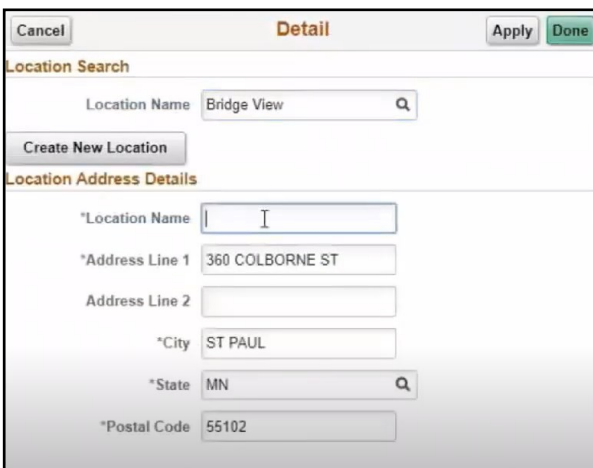 Cancel Detail Apply Done
Location Search
Location Name Bridge View
Create New Location
Location Address Details
*Location Name
*Address Line 1 360 COLBORNE ST
Address Line 2
*City ST PAUL
*State MN
*Postal Code 55102